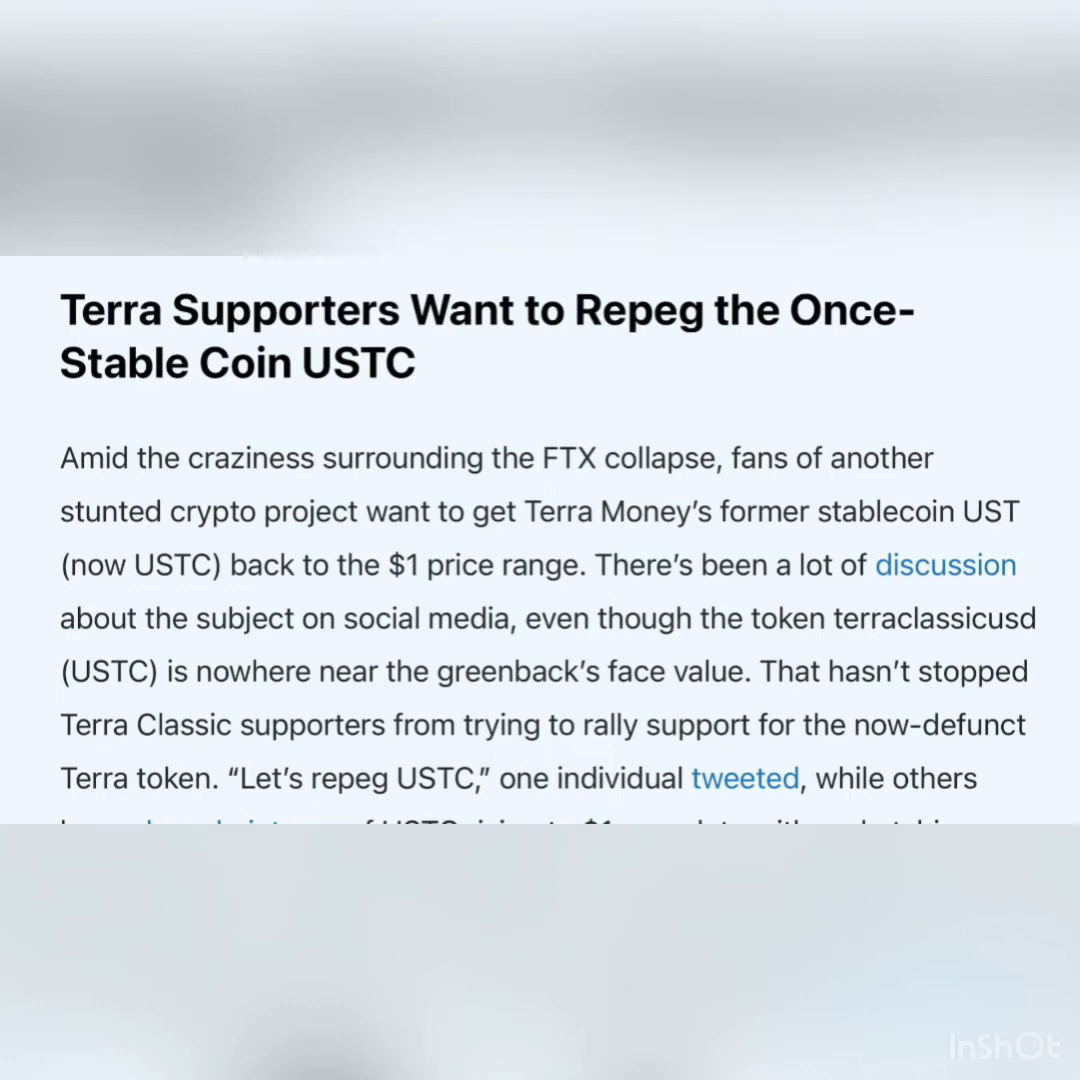 Terra Supporters Want to Repeg the Once-
Stable Coin USTC
Amid the craziness surrounding the FTX collapse, fans of another
stunted crypto project want to get Terra Money’s former stablecoin UST
(now USTC) back to the $1 price range. There’s been a lot of discussion
about the subject on social media, even though the token terraclassicusd
(USTC) is nowhere near the greenback’s face value. That hasn’t stopped
Terra Classic supporters from trying to rally support for the now-defunct
Terra token. “Let’s repeg USTC,” one individual tweeted, while others
InShOt